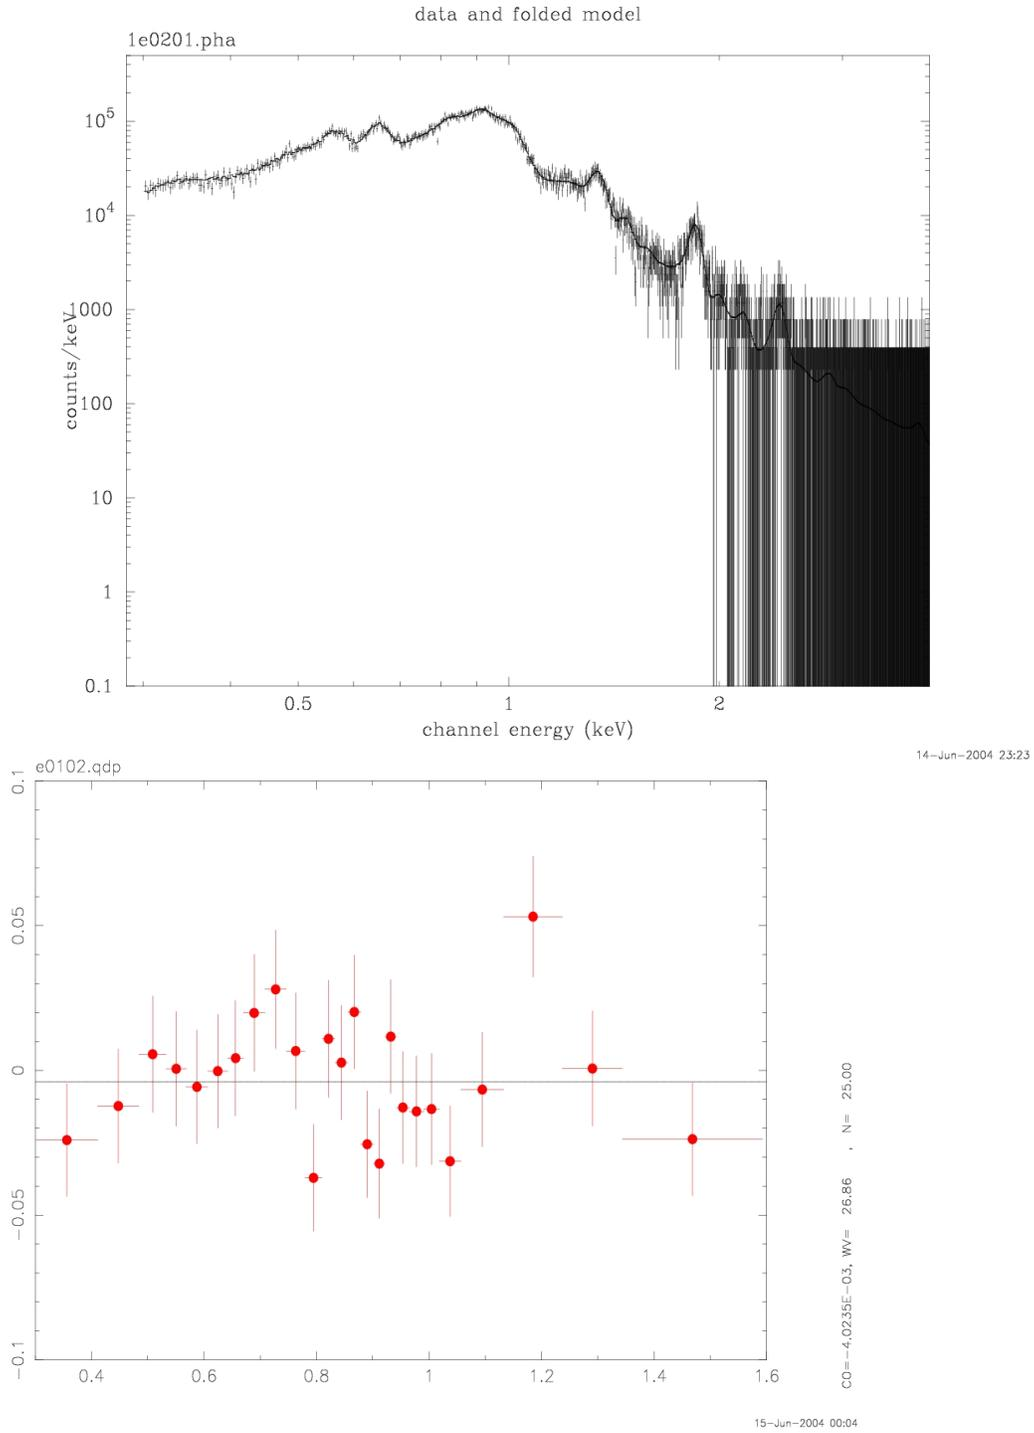 data and folded model
1e0201.pha
10^5
10^4
1000
100
10
1
0.1
counts/keV
0.5 1 2
channel energy (keV)
14-Jun-2004 23:23
e0102.qdp
0.1
0.05
0
-0.05
-0.1
0.4 0.6 0.8 1 1.2 1.4 1.6
CO=-4.0235E-03, WV= 26.86 , N= 25.00
15-Jun-2004 00:04